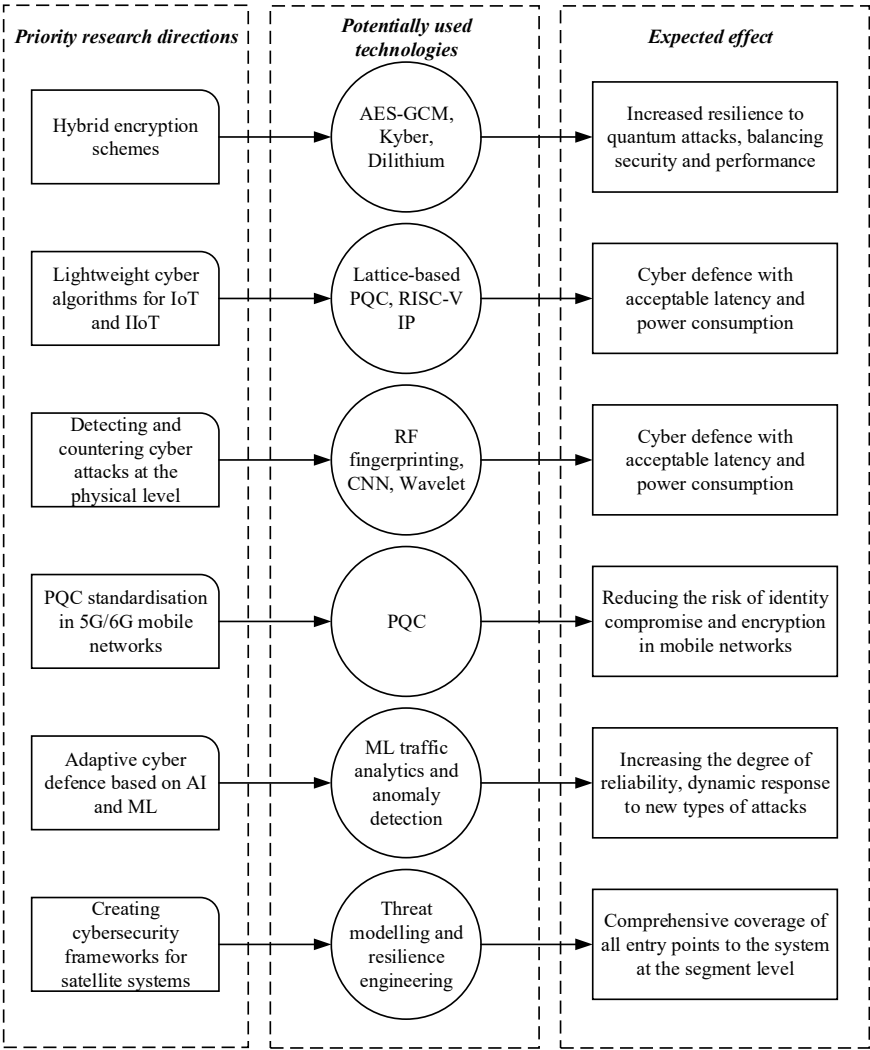 Priority research directions
Potentially used
technologies
Expected effect
Hybrid encryption
schemes
AES-GCM,
Kyber,
Dilithium
Increased resilience to
quantum attacks, balancing
security and performance
Lightweight cyber
algorithms for IoT
and IIoT
Lattice-based
PQC, RISC-V
IP
Cyber defence with
acceptable latency and
power consumption
Detecting and
countering cyber
attacks at the
physical level
RF
fingerprinting,
CNN, Wavelet
Cyber defence with
acceptable latency and
power consumption
PQC standardisation
in 5G/6G mobile
networks
PQC
Reducing the risk of identity
compromise and encryption
in mobile networks
Adaptive cyber
defence based on AI
and ML
ML traffic
analytics and
anomaly
detection
Increasing the degree of
reliability, dynamic response
to new types of attacks
Creating
cybersecurity
frameworks for
satellite systems
Threat
modelling and
resilience
engineering
Comprehensive coverage of
all entry points to the system
at the segment level